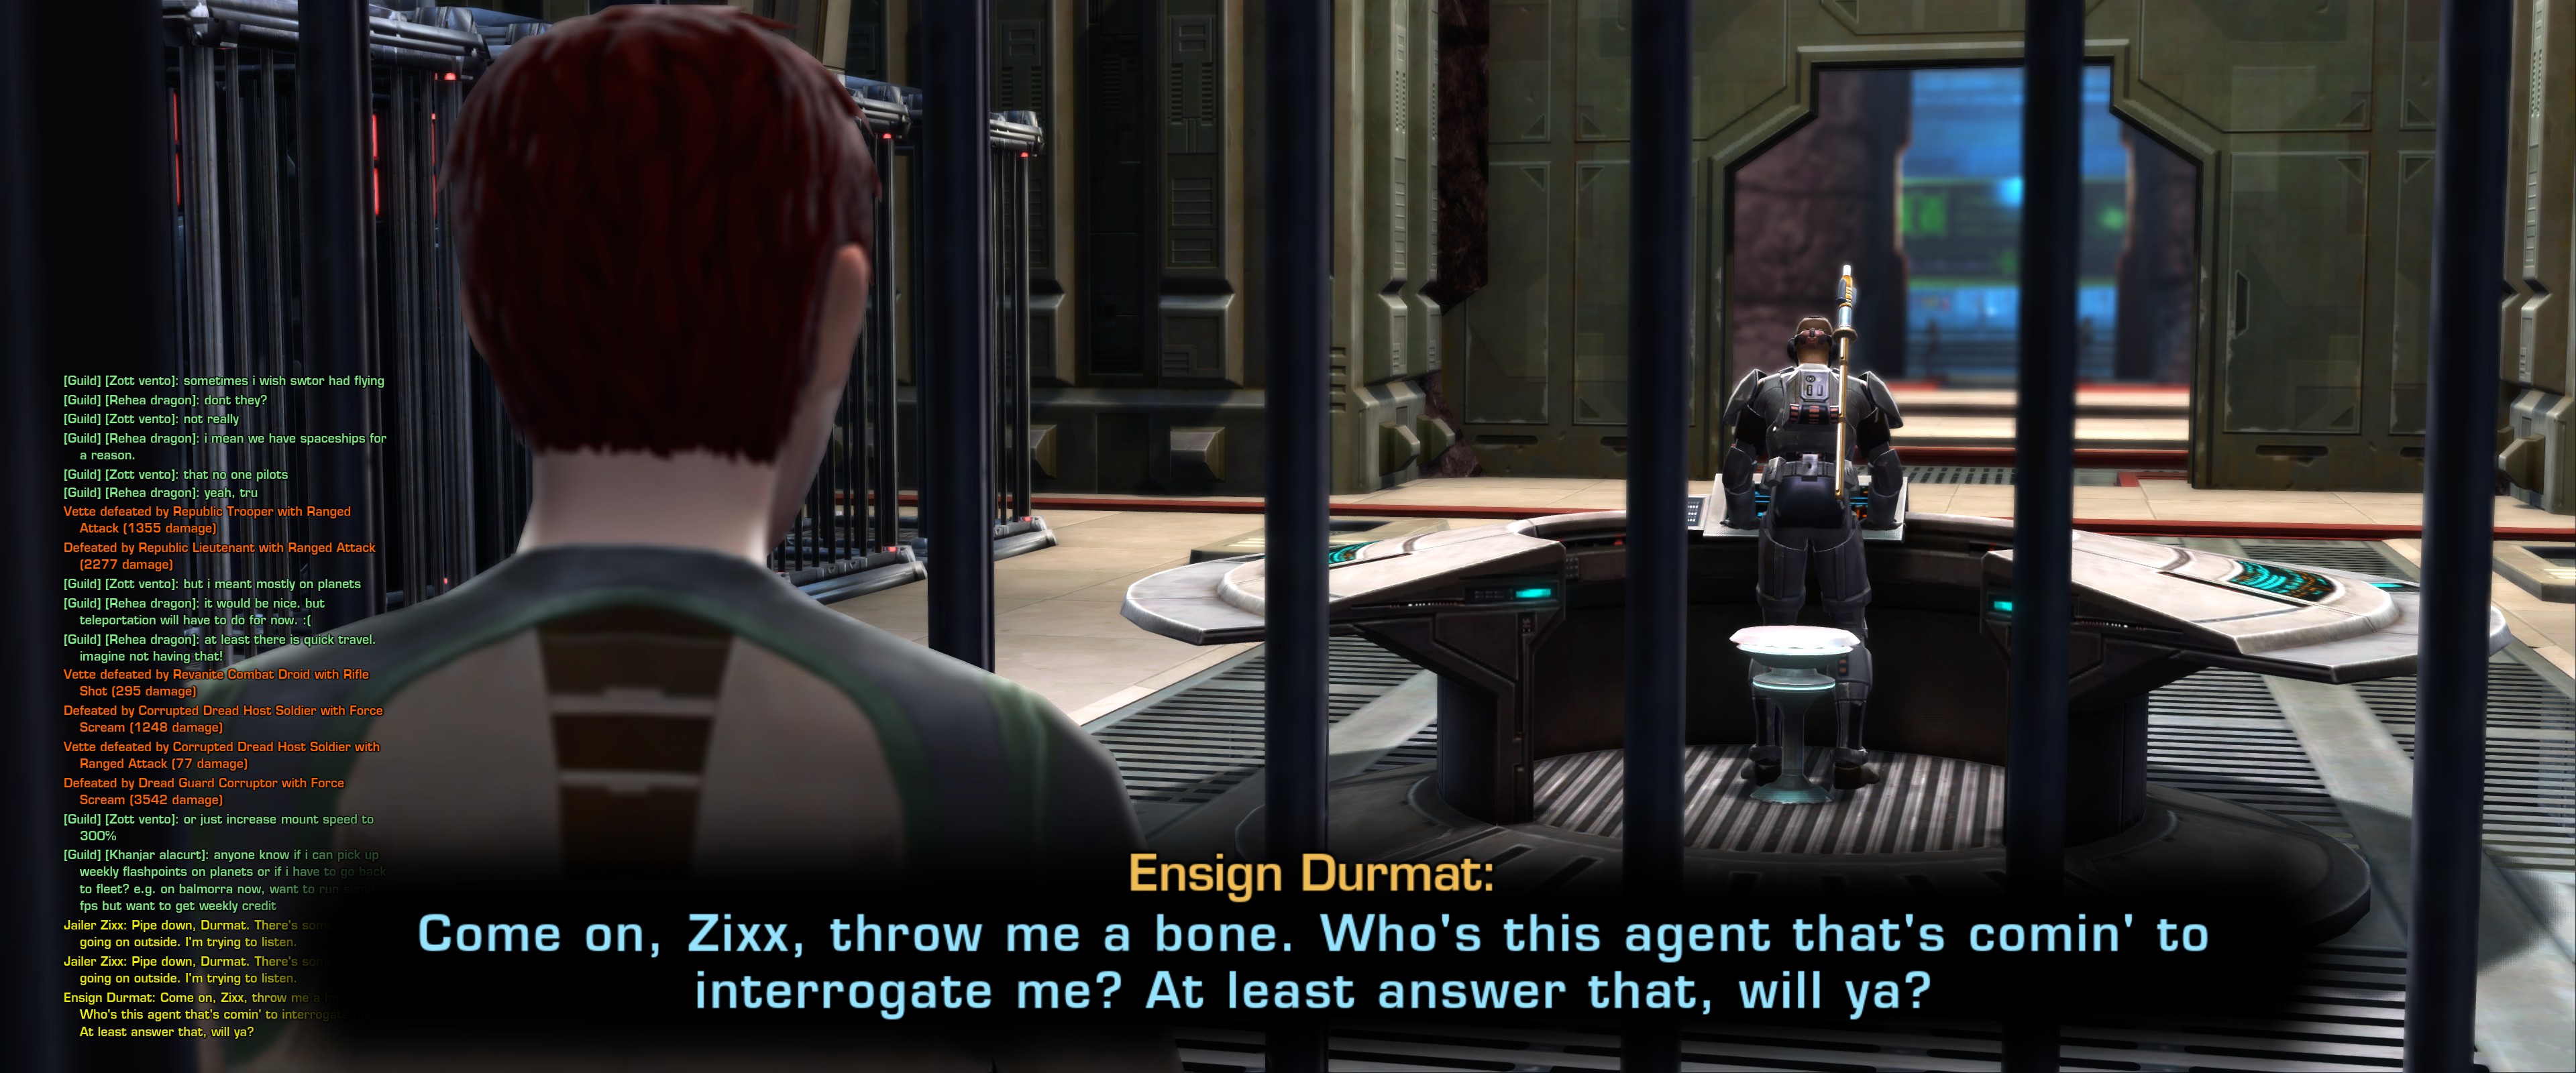 [Guild] [Zott vento]: sometimes i wish swtor had flying
[Guild] [Rehea dragon]: dont they?
[Guild] [Zott vento]: not really
[Guild] [Rehea dragon]: i mean we have spaceships for
a reason.
[Guild] [Zott vento]: that no one pilots
[Guild] [Rehea dragon]: yeah, tru
Vette defeated by Republic Trooper with Ranged
Attack (1355 damage)
Defeated by Republic Lieutenant with Ranged Attack
(2277 damage)
[Guild] [Zott vento]: but i meant mostly on planets
[Guild] [Rehea dragon]: it would be nice. but
teleportation will have to do for now. :[
[Guild] [Rehea dragon]: at least there is quick travel.
imagine not having that!
Vette defeated by Revanite Combat Droid with Rifle
Shot (295 damage)
Defeated by Corrupted Dread Host Soldier with Force
Scream (1248 damage)
Vette defeated by Corrupted Dread Host Soldier with
Ranged Attack (77 damage)
Defeated by Dread Guard Corruptor with Force
Scream (3542 damage)
[Guild] [Zott vento]: or just increase mount speed to
300%
[Guild] [Khanjar alacurt]: anyone know if i can pick up
weekly flashpoints on planets or if i have to go back
to fleet? e.g. on balmorra now, want to run some
fps but want to get weekly credit
Jailer Zixx: Pipe down, Durmat. There's
going on outside. I'm trying to listen.
Jailer Zixx: Pipe down, Durmat. There's
going on outside. I'm trying to listen.
Ensign Durmat: Come on, Zixx, throw me a
Who's this agent that's comin' to interrogate
At least answer that, will ya?
Ensign Durmat:
Come on, Zixx, throw me a bone. Who's this agent that's comin' to
interrogate me? At least answer that, will ya?